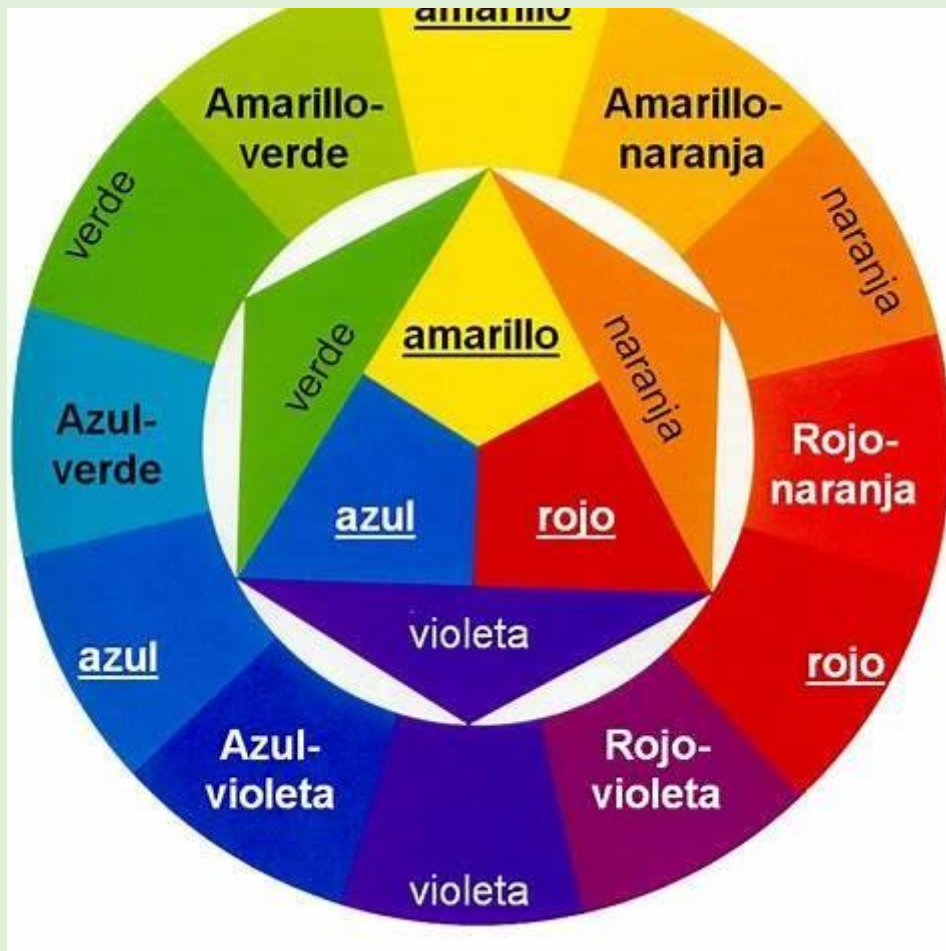 amarillo
Amarillo-
verde
Amarillo-
naranja
verde
naranja
verde
amarillo
naranja
Azul-
verde
Rojo-
naranja
azul
rojo
azul
violeta
rojo
Azul-
violeta
Rojo-
violeta
violeta